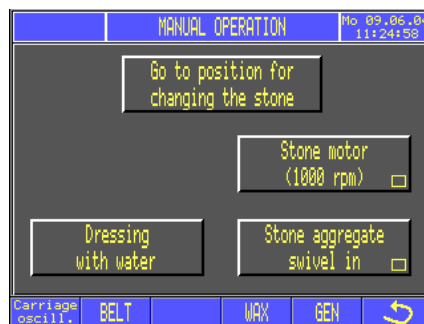 MANUAL OPERATION
Mo 09.06.04
11:24:58
Go to position for
changing the stone
Stone motor
(1000 rpm)
Dressing
with water
Stone aggregate
swivel in
Carriage
oscill.
BELT
WAX
GEN